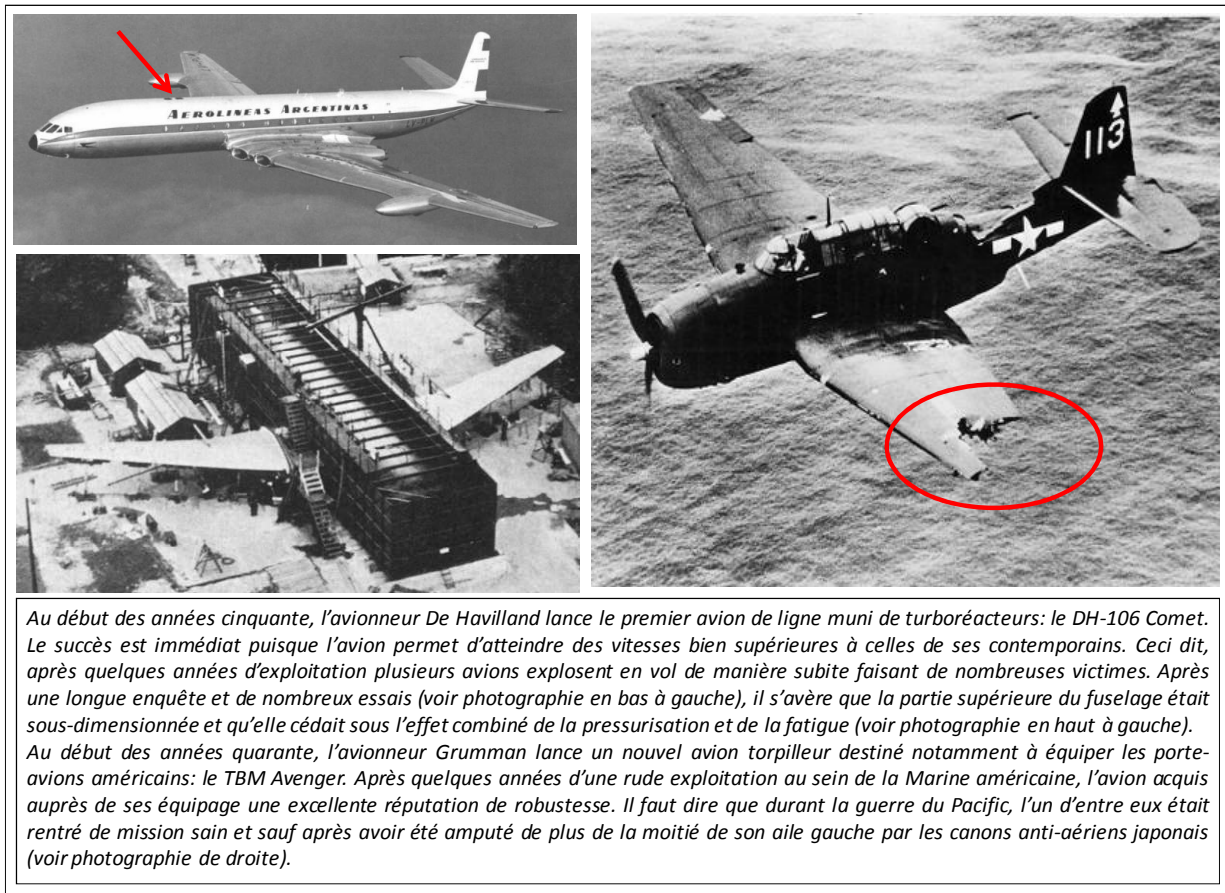 AEROLINEAS ARGENTINAS
113
Au début des années cinquante, l'avionneur De Havilland lance le premier avion de ligne muni de turboréacteurs: le DH-106 Comet.
Le succès est immédiat puisque l'avion permet d'atteindre des vitesses bien supérieures à celles de ses contemporains. Ceci dit,
après quelques années d'exploitation plusieurs avions explosent en vol de manière subite faisant de nombreuses victimes. Après
une longue enquête et de nombreux essais (voir photographie en bas à gauche), il s'avère que la partie supérieure du fuselage était
sous-dimensionnée et qu'elle cédait sous l'effet combiné de la pressurisation et de la fatigue (voir photographie en haut à gauche).
Au début des années quarante, l'avionneur Grumman lance un nouvel avion torpilleur destiné notamment à équiper les porte-
avions américains: le TBM Avenger. Après quelques années d'une rude exploitation au sein de la Marine américaine, l'avion acquis
auprès de ses équipage une excellente réputation de robustesse. Il faut dire que durant la guerre du Pacific, l'un d'entre eux était
rentré de mission sain et sauf après avoir été amputé de plus de la moitié de son aile gauche par les canons anti-aériens japonais
(voir photographie de droite).